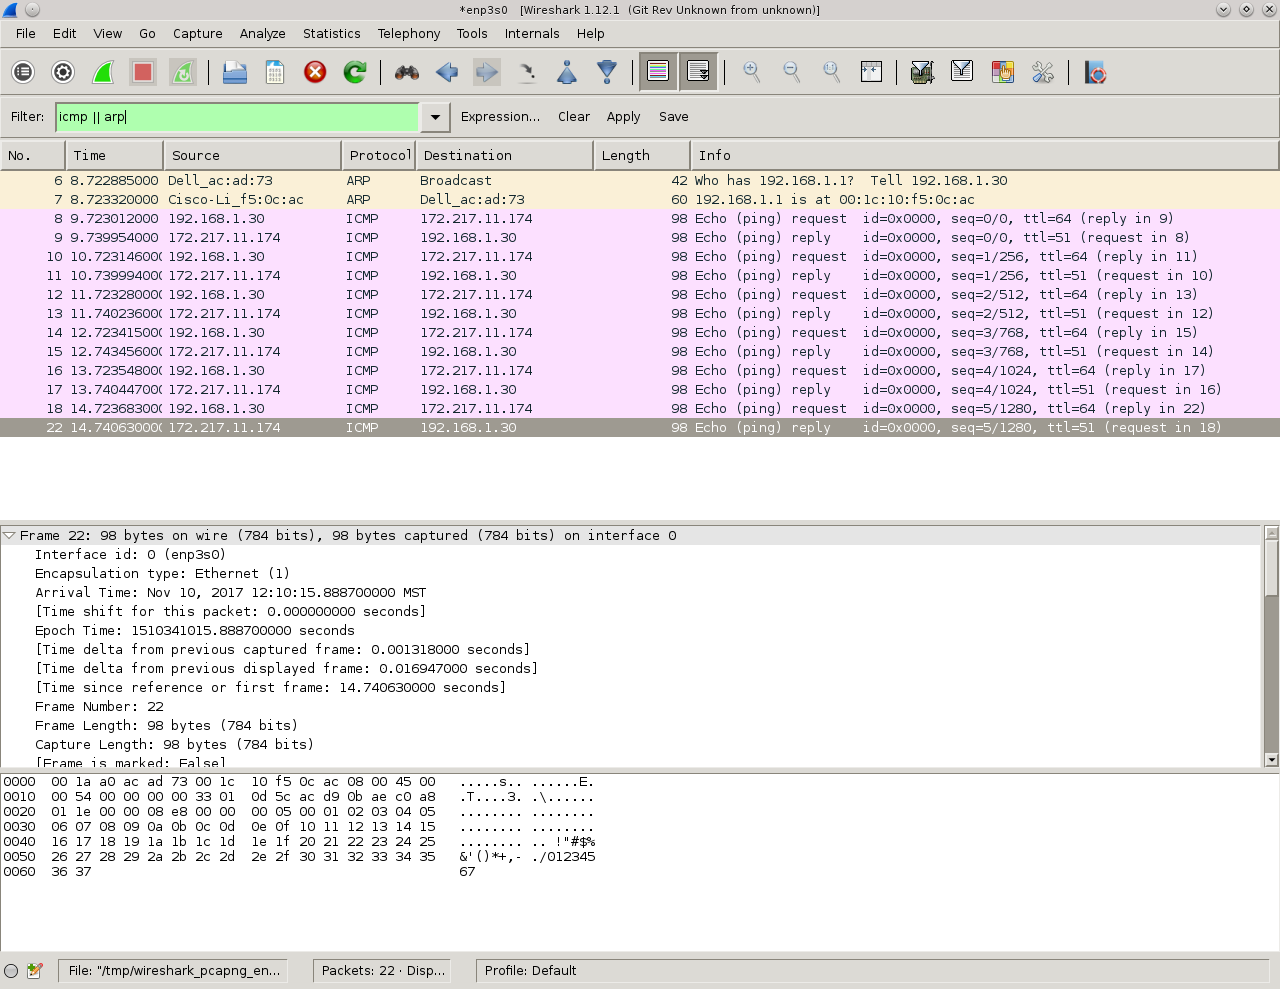 *enp3s0   [Wireshark 1.12.1  (Git Rev Unknown from unknown)]
File Edit View Go Capture Analyze Statistics Telephony Tools Internals Help
Filter: icmp || arp Expression... Clear Apply Save
No. Time Source Protocol Destination Length Info
6 8.722885000 Dell_ac:ad:73 ARP Broadcast 42 Who has 192.168.1.1?  Tell 192.168.1.30
7 8.723320000 Cisco-Li_f5:0c:ac ARP Dell_ac:ad:73 60 192.168.1.1 is at 00:1c:10:f5:0c:ac
8 9.723012000 192.168.1.30 ICMP 172.217.11.174 98 Echo (ping) request  id=0x0000, seq=0/0, ttl=64 (reply in 9)
9 9.739954000 172.217.11.174 ICMP 192.168.1.30 98 Echo (ping) reply    id=0x0000, seq=0/0, ttl=51 (request in 8)
10 10.723146000 192.168.1.30 ICMP 172.217.11.174 98 Echo (ping) request  id=0x0000, seq=1/256, ttl=64 (reply in 11)
11 10.739994000 172.217.11.174 ICMP 192.168.1.30 98 Echo (ping) reply    id=0x0000, seq=1/256, ttl=51 (request in 10)
12 11.723280000 192.168.1.30 ICMP 172.217.11.174 98 Echo (ping) request  id=0x0000, seq=2/512, ttl=64 (reply in 13)
13 11.740236000 172.217.11.174 ICMP 192.168.1.30 98 Echo (ping) reply    id=0x0000, seq=2/512, ttl=51 (request in 12)
14 12.723415000 192.168.1.30 ICMP 172.217.11.174 98 Echo (ping) request  id=0x0000, seq=3/768, ttl=64 (reply in 15)
15 12.743456000 172.217.11.174 ICMP 192.168.1.30 98 Echo (ping) reply    id=0x0000, seq=3/768, ttl=51 (request in 14)
16 13.723548000 192.168.1.30 ICMP 172.217.11.174 98 Echo (ping) request  id=0x0000, seq=4/1024, ttl=64 (reply in 17)
17 13.740447000 172.217.11.174 ICMP 192.168.1.30 98 Echo (ping) reply    id=0x0000, seq=4/1024, ttl=51 (request in 16)
18 14.723683000 192.168.1.30 ICMP 172.217.11.174 98 Echo (ping) request  id=0x0000, seq=5/1280, ttl=64 (reply in 22)
22 14.740630000 172.217.11.174 ICMP 192.168.1.30 98 Echo (ping) reply    id=0x0000, seq=5/1280, ttl=51 (request in 18)
Frame 22: 98 bytes on wire (784 bits), 98 bytes captured (784 bits) on interface 0
Interface id: 0 (enp3s0)
Encapsulation type: Ethernet (1)
Arrival Time: Nov 10, 2017 12:10:15.888700000 MST
[Time shift for this packet: 0.000000000 seconds]
Epoch Time: 1510341015.888700000 seconds
[Time delta from previous captured frame: 0.001318000 seconds]
[Time delta from previous displayed frame: 0.016947000 seconds]
[Time since reference or first frame: 14.740630000 seconds]
Frame Number: 22
Frame Length: 98 bytes (784 bits)
Capture Length: 98 bytes (784 bits)
[Frame is marked: False]
0000  00 1a a0 ac ad 73 00 1c  10 f5 0c ac 08 00 45 00   .....s.. ......E.
0010  00 54 00 00 00 00 33 01  0d 5c ac d9 0b ae c0 a8   .T....3. .\......
0020  01 1e 00 00 08 e8 00 00  00 05 00 01 02 03 04 05   ........ ........
0030  06 07 08 09 0a 0b 0c 0d  0e 0f 10 11 12 13 14 15   ........ ........
0040  16 17 18 19 1a 1b 1c 1d  1e 1f 20 21 22 23 24 25   ........ .. !"#$%
0050  26 27 28 29 2a 2b 2c 2d  2e 2f 30 31 32 33 34 35   &'()*+,- ./012345
0060  36 37   67
File: "/tmp/wireshark_pcapng_en... Packets: 22 · Disp... Profile: Default